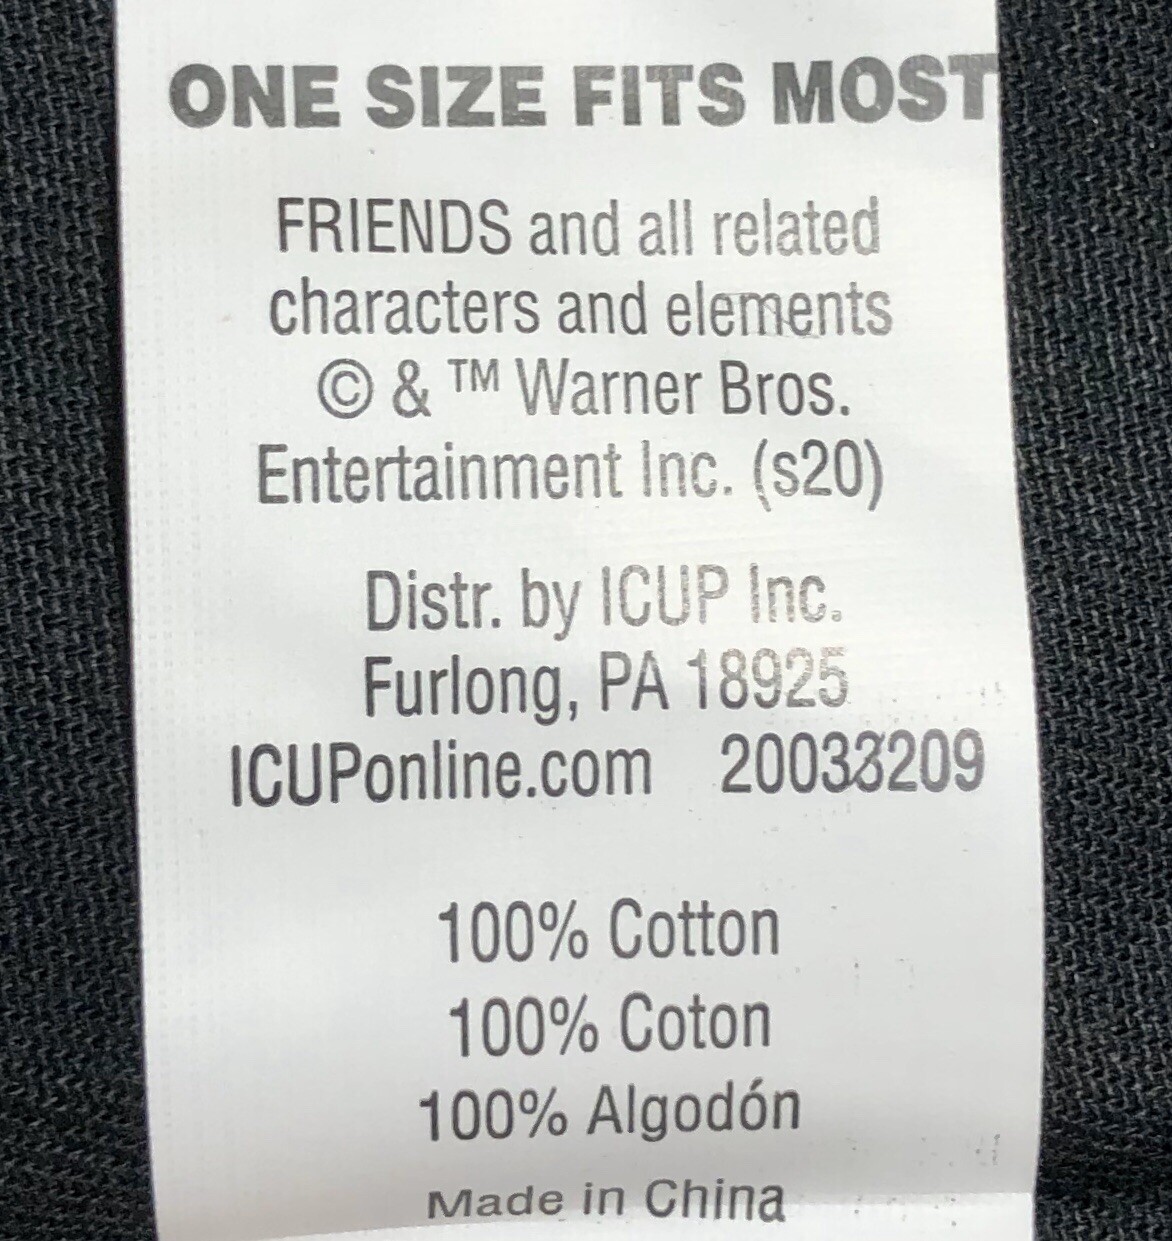 ONE SIZE FITS MOST
FRIENDS and all related
characters and elements
© & ™ Warner Bros.
Entertainment Inc. (s20)
Distr. by ICUP Inc.
Furlong, PA 18925
ICUPonline.com
100% Cotton
100% Coton
100% Algodón
Made in China